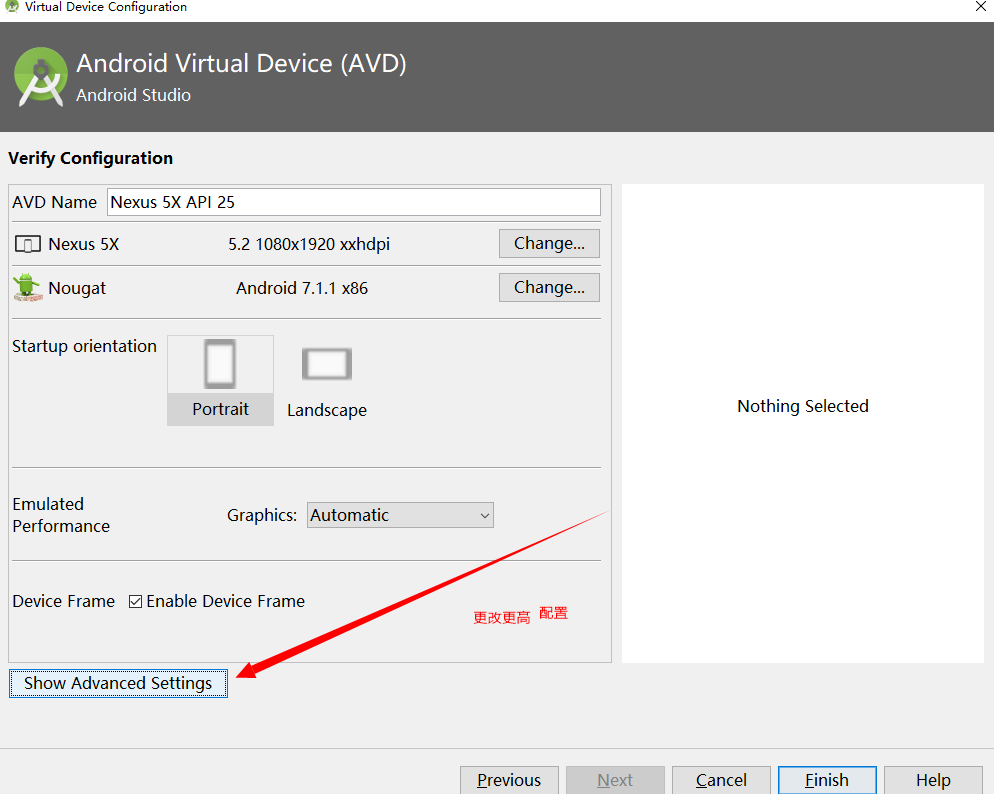 Virtual Device Configuration
Android Virtual Device (AVD)
Android Studio
Verify Configuration
AVD Name Nexus 5X API 25
Nexus 5X 5.2 1080x1920 xxhdpi Change...
Nougat Android 7.1.1 x86 Change...
Startup orientation
Portrait Landscape
Nothing Selected
Emulated
Performance
Graphics: Automatic
Device Frame Enable Device Frame
更改更高 配置
Show Advanced Settings
Previous Next Cancel Finish Help